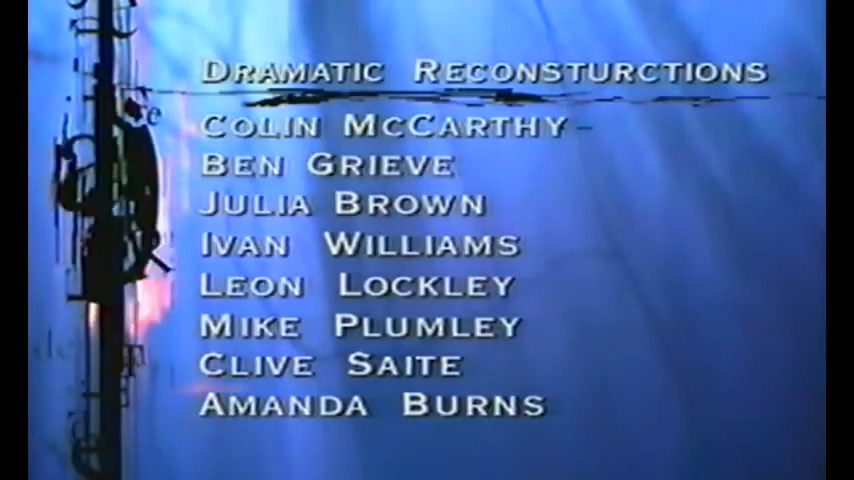 DRAMATIC RECONSTURCTIONS
COLIN MCCARTHY
BEN GRIEVE
JULIA BROWN
IVAN WILLIAMS
LEON LOCKLEY
MIKE PLUMLEY
CLIVE SAITE
AMANDA BURNS